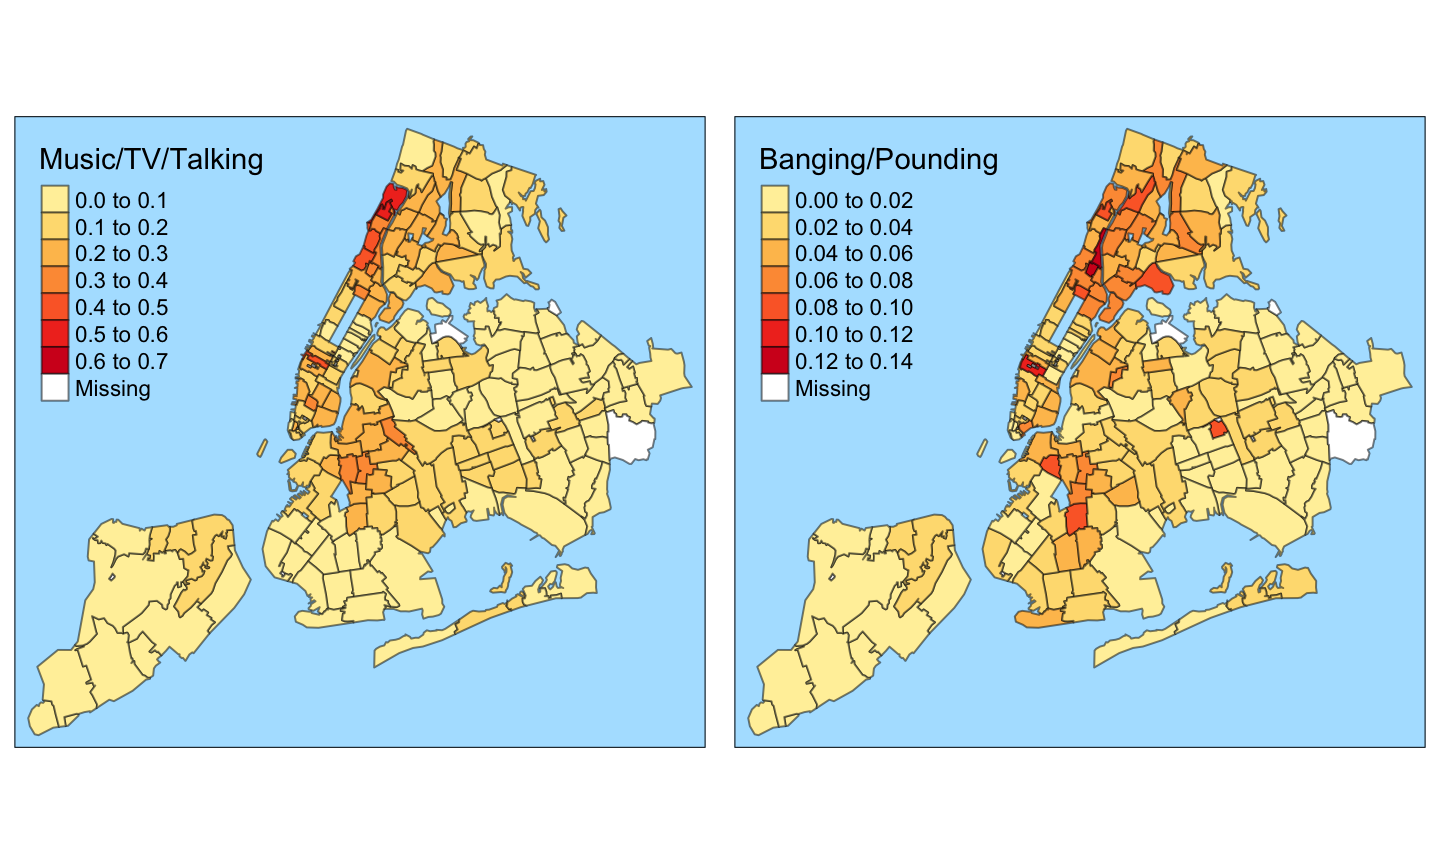 Music/TV/Talking
0.0 to 0.1
0.1 to 0.2
0.2 to 0.3
0.3 to 0.4
0.4 to 0.5
0.5 to 0.6
0.6 to 0.7
Missing
Banging/Pounding
0.00 to 0.02
0.02 to 0.04
0.04 to 0.06
0.06 to 0.08
0.08 to 0.10
0.10 to 0.12
0.12 to 0.14
Missing